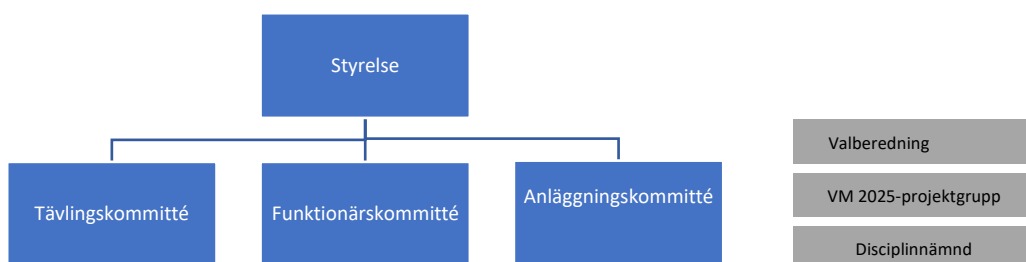 Styrelse
Tävlingskommitté
Funktionärskommitté
Anläggningskommitté
Valberedning
VM 2025-projektgrupp
Disciplinnämnd